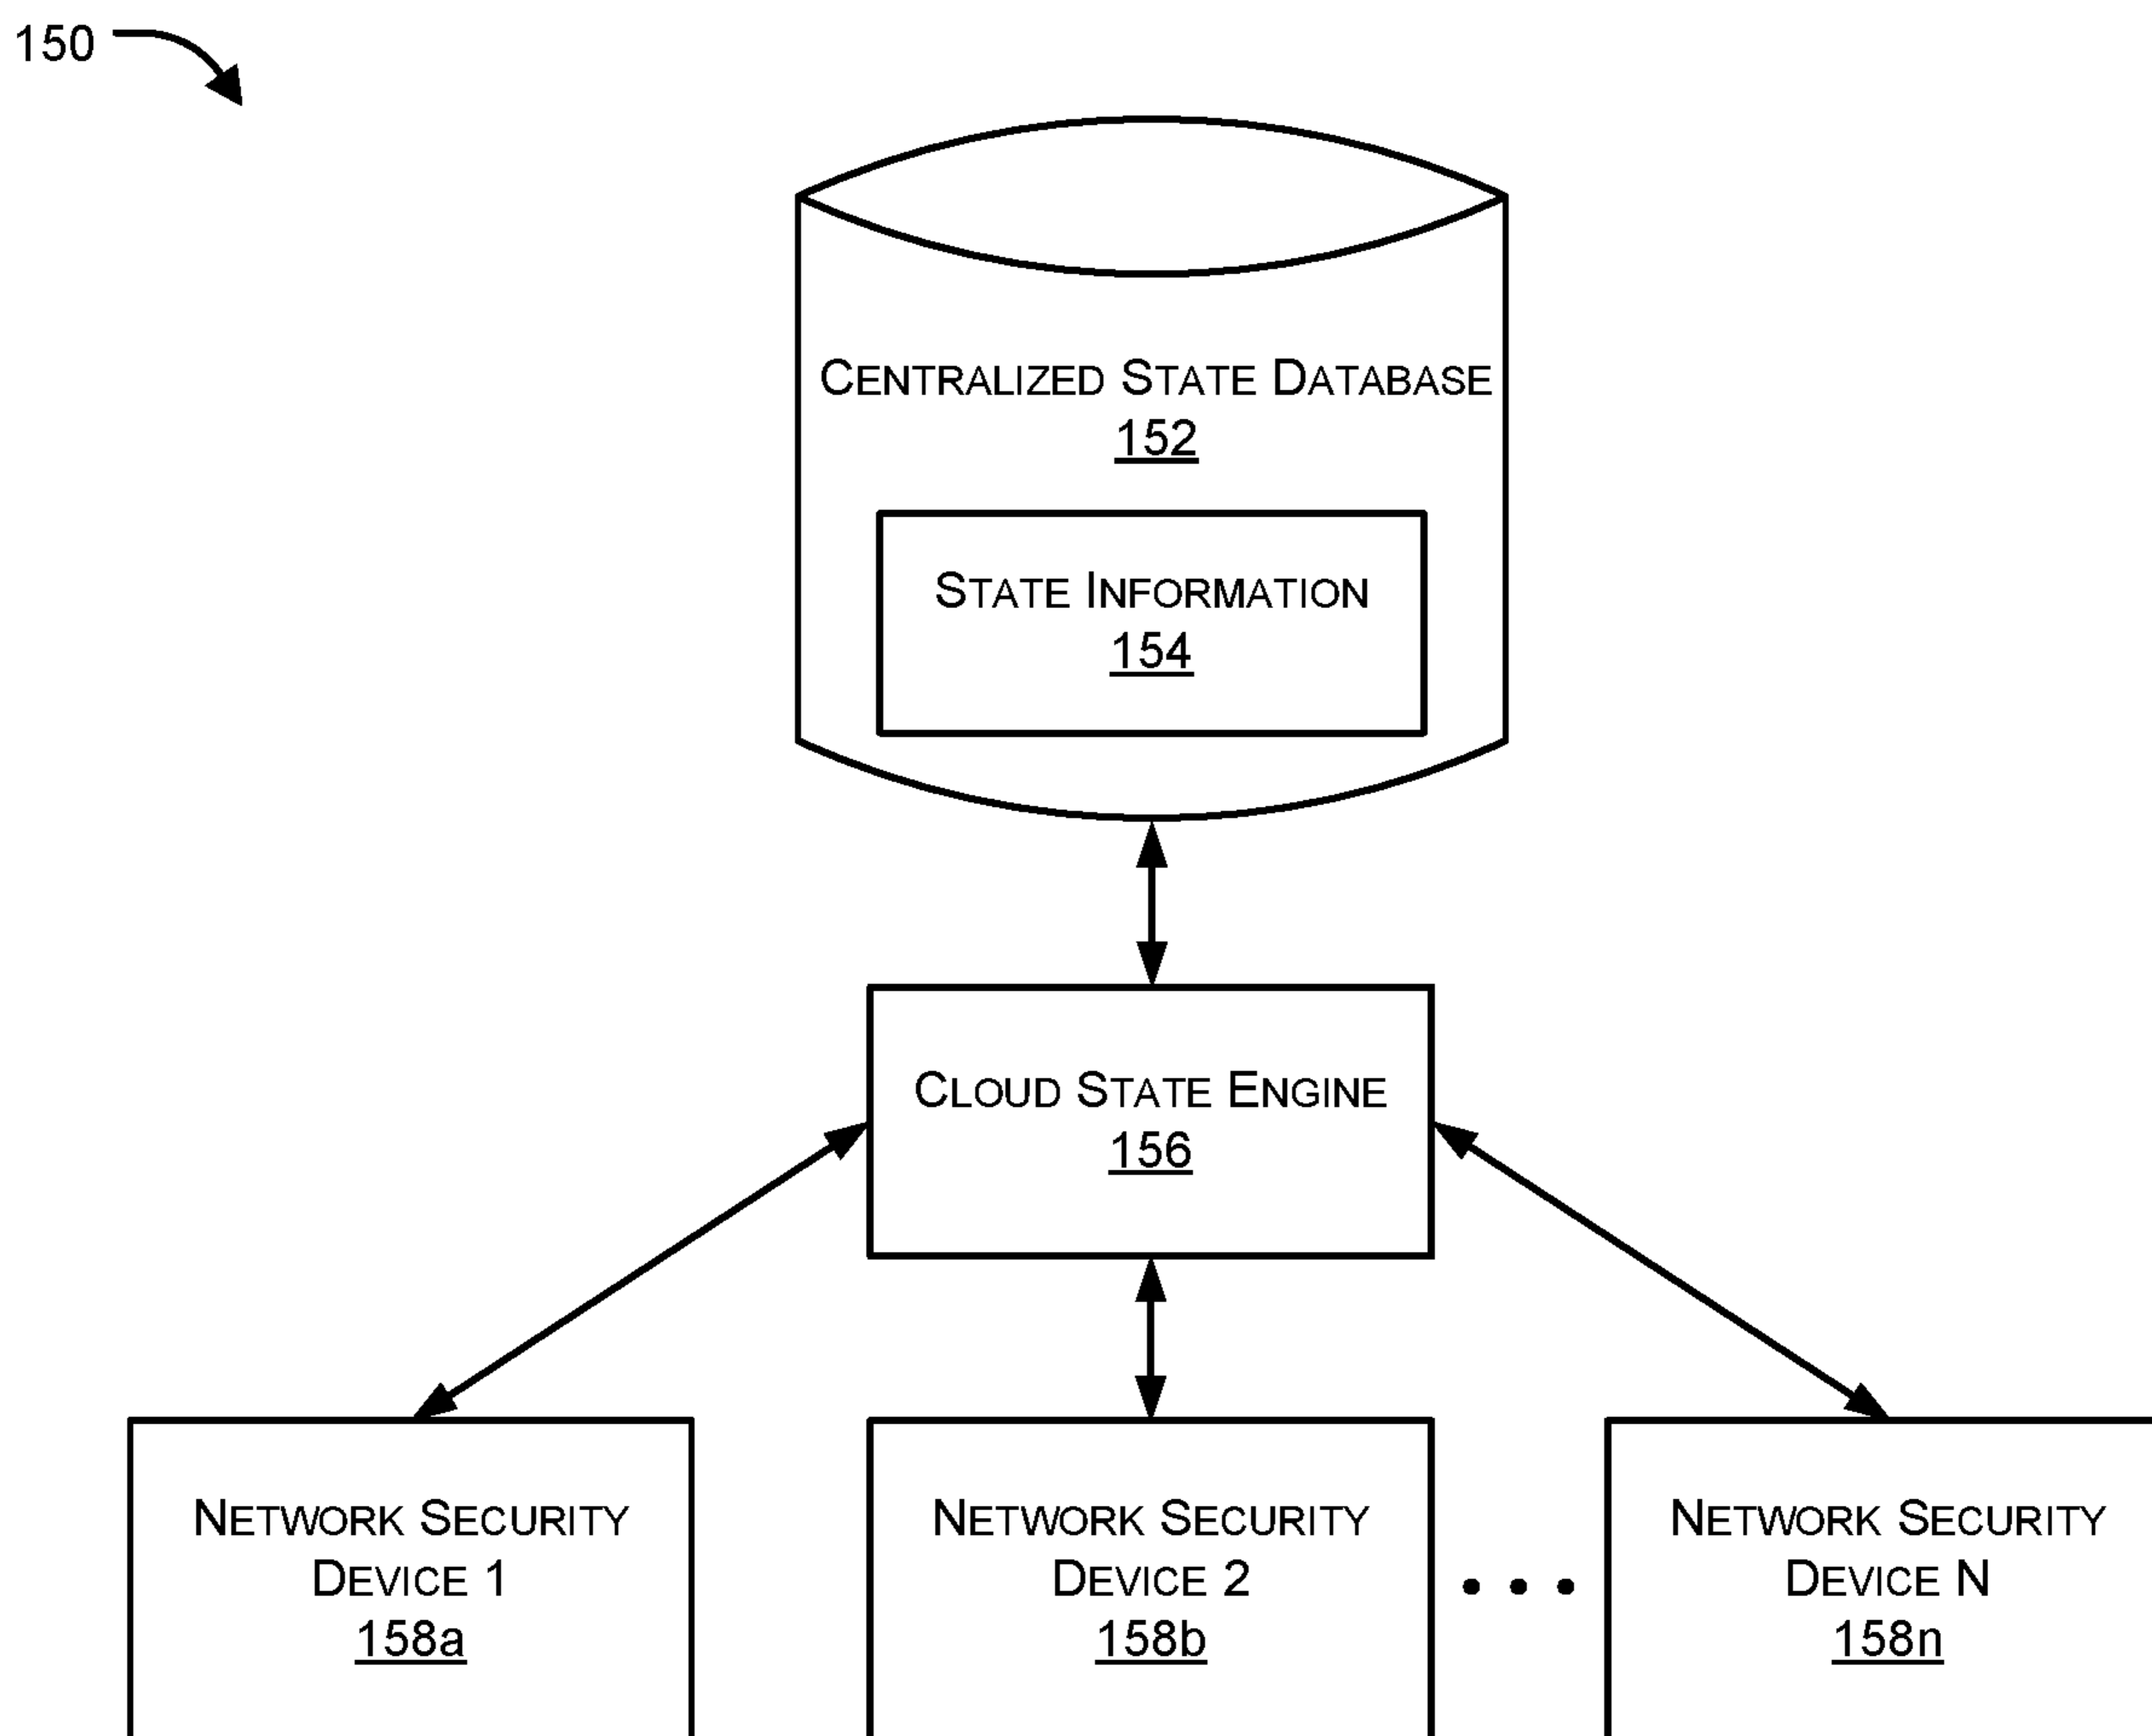 150
CENTRALIZED STATE DATABASE
152
STATE INFORMATION
154
CLOUD STATE ENGINE
156
NETWORK SECURITY
DEVICE 1
158a
NETWORK SECURITY
DEVICE 2
158b
NETWORK SECURITY
DEVICE N
158n